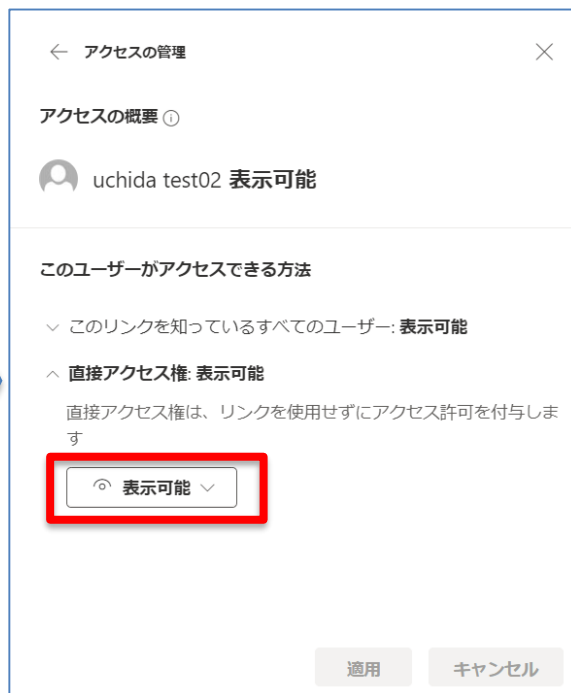 アクセスの管理
アクセスの概要
uchida test02 表示可能
このユーザーがアクセスできる方法
このリンクを知っているすべてのユーザー: 表示可能
直接アクセス権: 表示可能
直接アクセス権は、リンクを使用せずにアクセス許可を付与しま
す
表示可能
適用 キャンセル